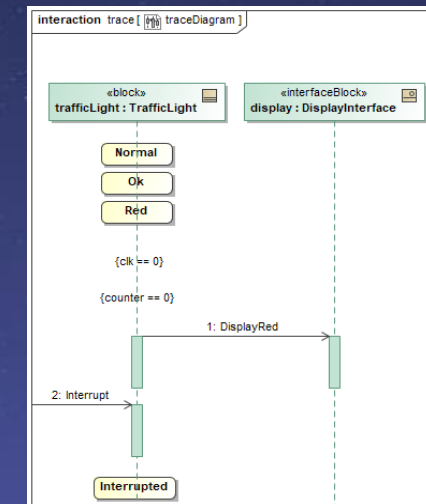 interaction trace [ traceDiagram ]
«block»
trafficLight : TrafficLight
«interfaceBlock»
display : DisplayInterface
Normal
Ok
Red
{clk == 0}
{counter == 0}
1: DisplayRed
2: Interrupt
Interrupted